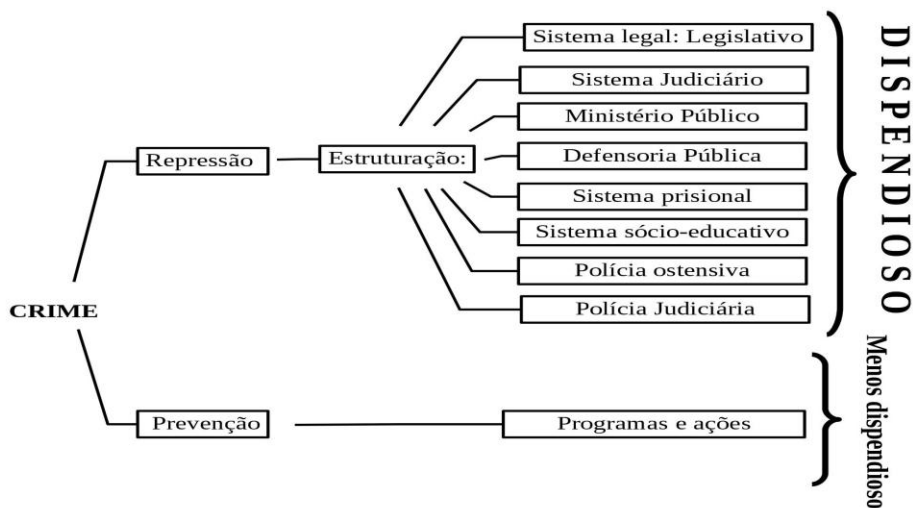 Sistema legal: Legislativo
Sistema Judiciário
Ministério Público
Repressão
Estruturação:
Defensoria Pública
Sistema prisional
Sistema sócio-educativo
Polícia ostensiva
Polícia Judiciária
DISPENDIOSO
CRIME
Prevenção
Programas e ações
Menos dispendioso